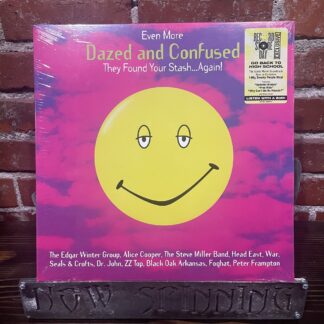 Even More
Dazed and Confused
They Found Your Stash...Again!
RECORD STORE DAY
GO BACK TO
HIGH SCHOOL
The Edgar Winter Group, Alice Cooper, The Steve Miller Band, Head East, War,
Seals & Crofts, Dr. John, ZZ Top, Black Oak Arkansas, Foghat, Peter Frampton
NOW SPINNING